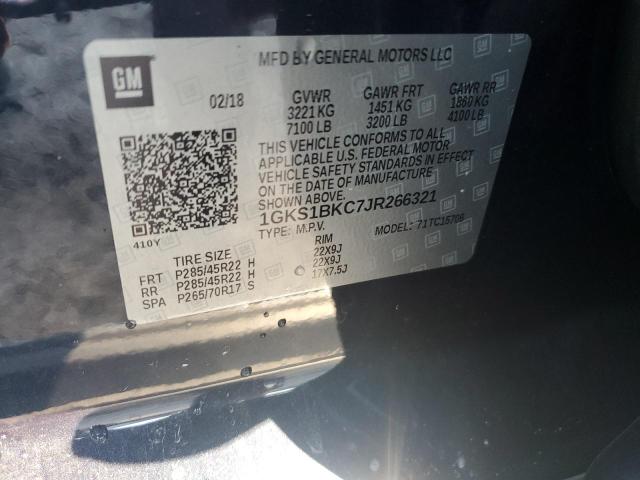 GM
MFD BY GENERAL MOTORS LLC
02/18
GVWR GAWR FRT GAWR RR
3221 KG 1451 KG 1860 KG
7100 LB 3200 LB 4100 LB
THIS VEHICLE CONFORMS TO ALL
APPLICABLE U.S. FEDERAL MOTOR
VEHICLE SAFETY STANDARDS IN EFFECT
ON THE DATE OF MANUFACTURE
SHOWN ABOVE.
1GKS1BKC7JR266321
TYPE: M.P.V. MODEL: 71TC15706
410Y
TIRE SIZE RIM
FRT P285/45R22 H 22X9J
RR P285/45R22 H 22X9J
SPA P265/70R17 S 17X7.5J